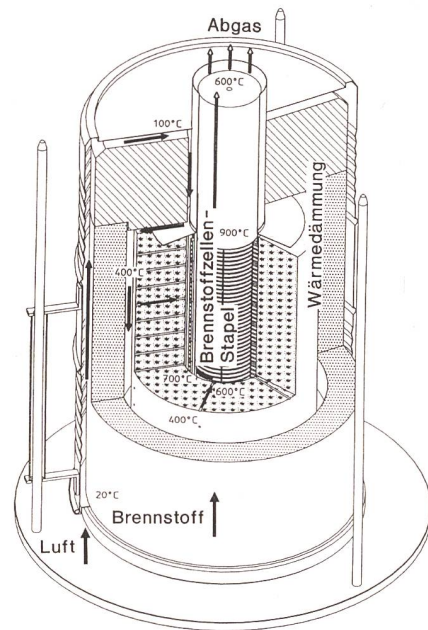 Abgas
600°C
100°C
900°C
Brennstoffzellen-
Stapel
Wärmedämmung
400°C
700°C
600°C
400°C
20°C
Brennstoff
Luft